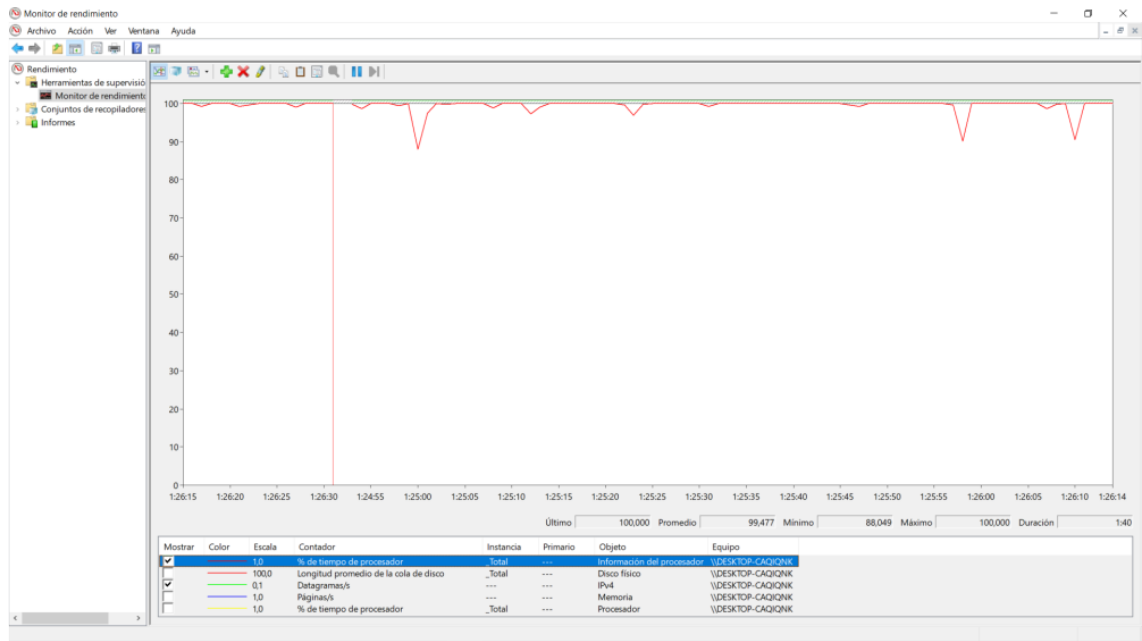 Monitor de rendimiento
Archivo Acción Ver Ventana Ayuda
Rendimiento
Herramientas de supervisió
Monitor de rendimiento
Conjuntos de recopiladores
Informes
100
90
80
70
60
50
40
30
20
10
0
1:26:15 1:26:20 1:26:25 1:26:30 1:24:55 1:25:00 1:25:05 1:25:10 1:25:15 1:25:20 1:25:25 1:25:30 1:25:35 1:25:40 1:25:45 1:25:50 1:25:55 1:26:00 1:26:05 1:26:10 1:26:14
Último 100,000 Promedio 99,477 Mínimo 88,049 Máximo 100,000 Duración 1:40
Mostrar Color Escala Contador Instancia Primario Objeto Equipo
1,0 % de tiempo de procesador _Total --- Información del procesador \\DESKTOP-CAQIQNK
100,0 Longitud promedio de la cola de disco _Total --- Disco físico \\DESKTOP-CAQIQNK
0,1 Datagramas/s --- --- IPv4 \\DESKTOP-CAQIQNK
1,0 Páginas/s --- --- Memoria \\DESKTOP-CAQIQNK
1,0 % de tiempo de procesador _Total --- Procesador \\DESKTOP-CAQIQNK